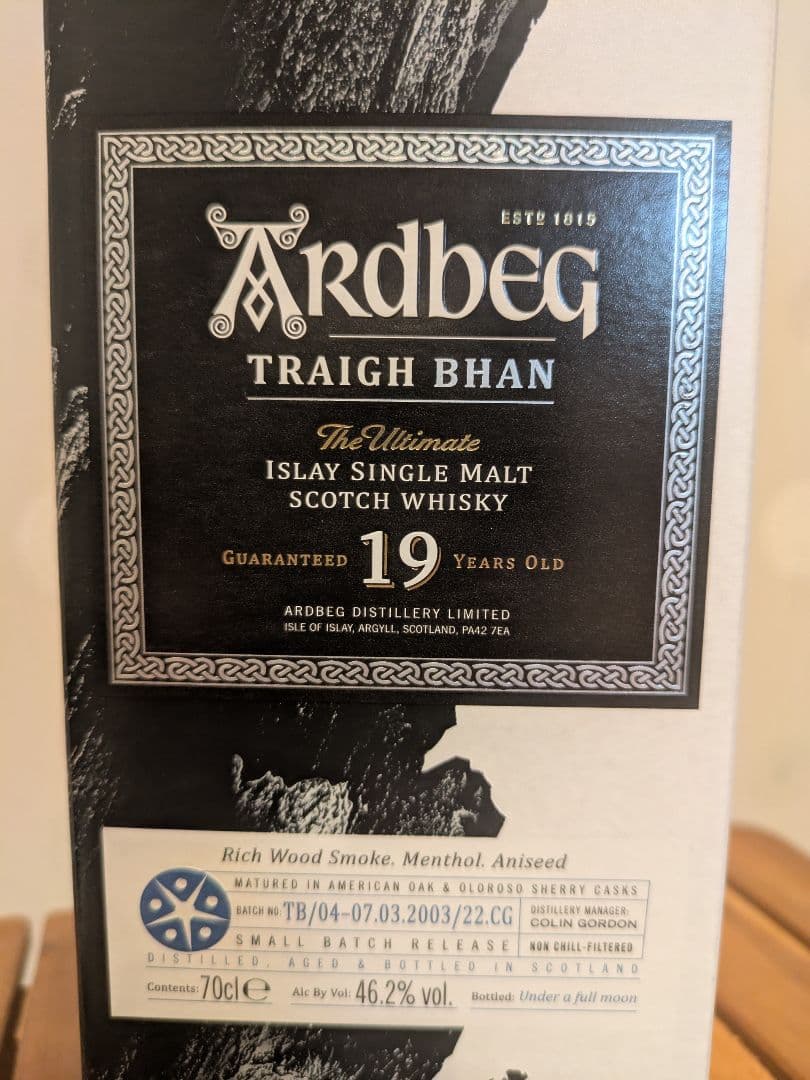 ESTD 1815
ARDBEG
TRAIGH BHAN
The Ultimate
ISLAY SINGLE MALT
SCOTCH WHISKY
GUARANTEED 19 YEARS OLD
ARDBEG DISTILLERY LIMITED
ISLE OF ISLAY, ARGYLL, SCOTLAND, PA42 7EA
Rich Wood Smoke. Menthol. Aniseed
MATURED IN AMERICAN OAK & OLOROSO SHERRY CASKS
BATCH NO: TB/04-07.03.2003/22.CG
DISTILLERY MANAGER:
COLIN GORDON
SMALL BATCH RELEASE
NON CHILL-FILTERED
DISTILLED, AGED & BOTTLED IN SCOTLAND
Contents: 70cl e Alc By Vol: 46.2% vol. Bottled: Under a full moon